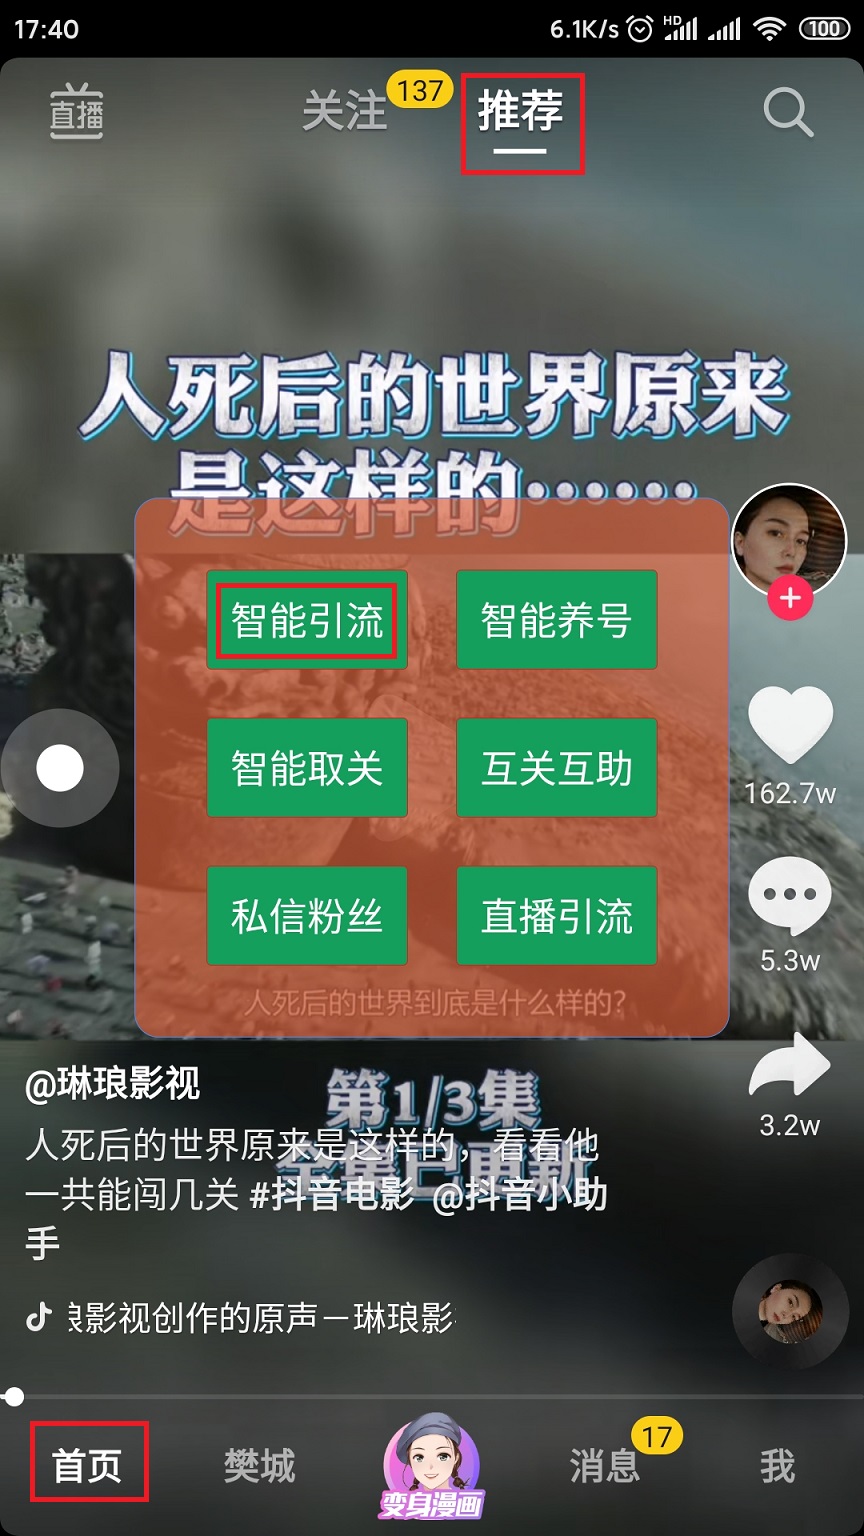 17:40
6.1K/s
HD
100
直播
关注
137
推荐
人死后的世界原来
是这样的……
智能引流
智能养号
智能取关
互关互助
私信粉丝
直播引流
人死后的世界到底是什么样的?
162.7w
5.3w
3.2w
@琳琅影视
第1/3集
全集已更新
人死后的世界原来是这样的，看看他
一共能闯几关 #抖音电影 @抖音小助
手
影视创作的原声－琳琅影
首页
樊城
变身漫画
消息
17
我